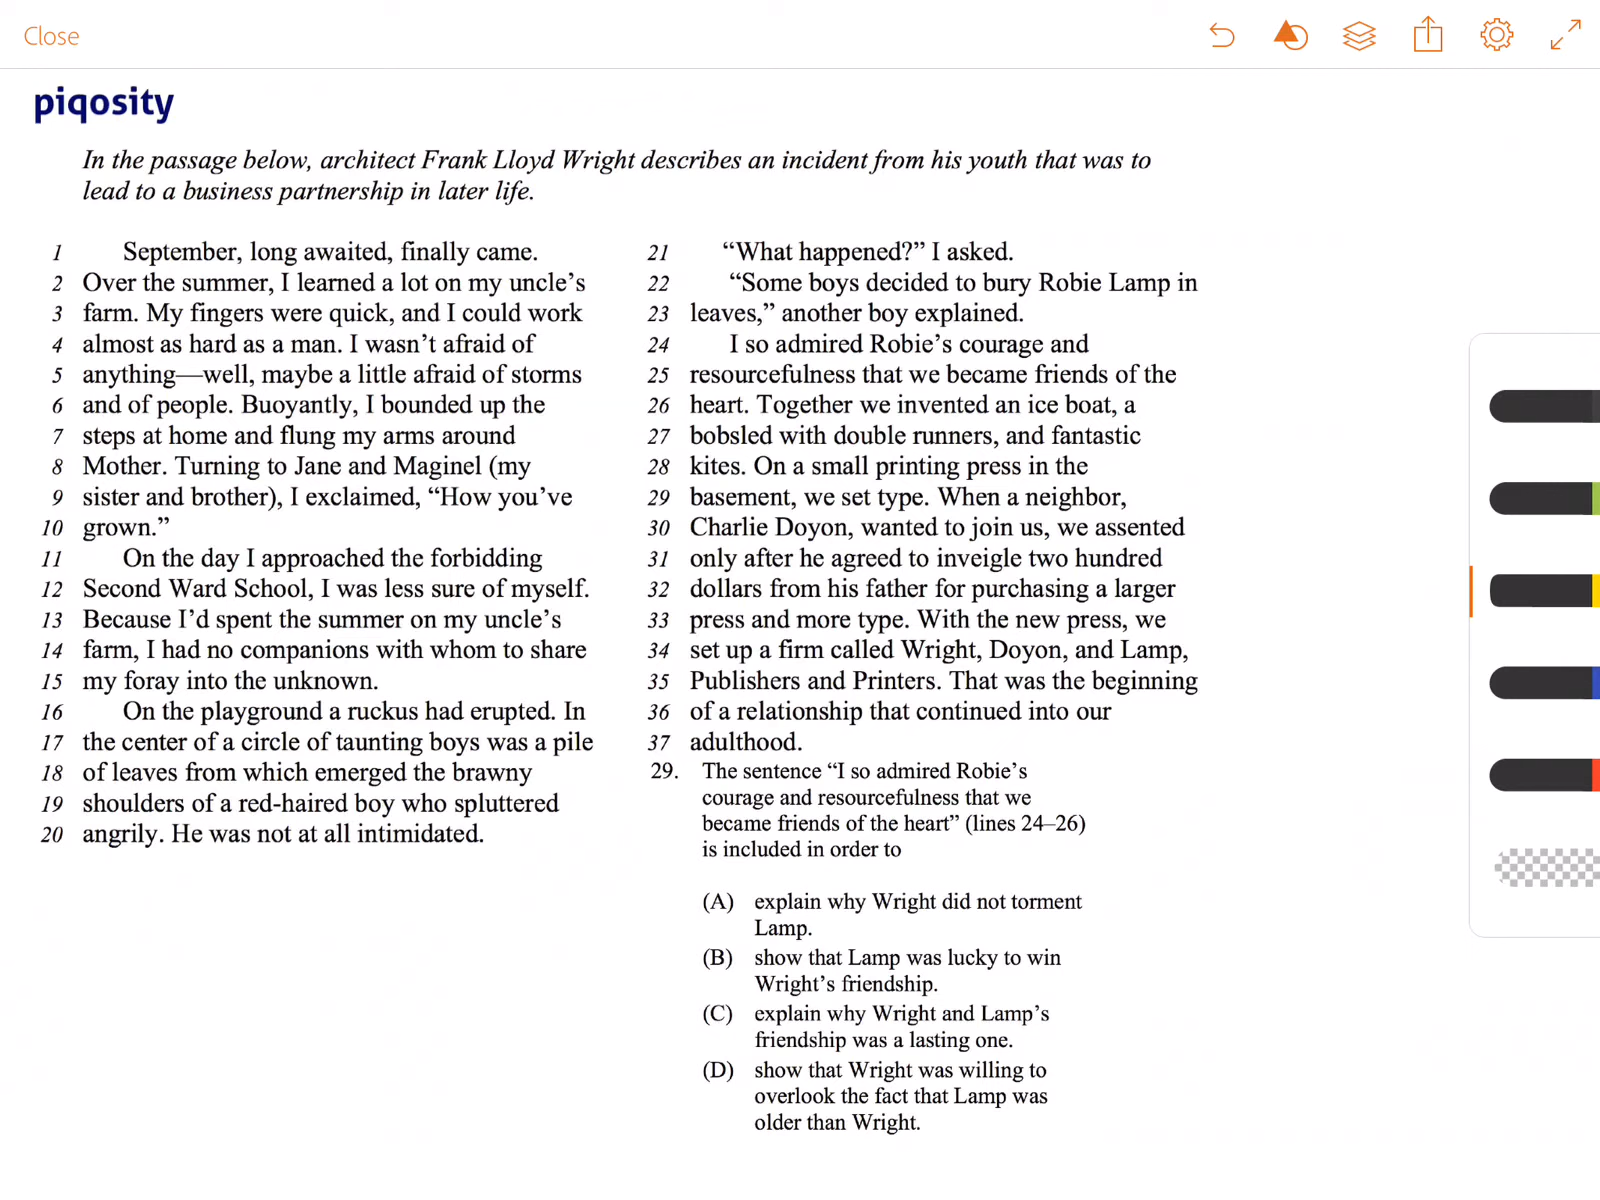 Close
piqosity
In the passage below, architect Frank Lloyd Wright describes an incident from his youth that was to
lead to a business partnership in later life.
1 September, long awaited, finally came.
2 Over the summer, I learned a lot on my uncle’s
3 farm. My fingers were quick, and I could work
4 almost as hard as a man. I wasn’t afraid of
5 anything—well, maybe a little afraid of storms
6 and of people. Buoyantly, I bounded up the
7 steps at home and flung my arms around
8 Mother. Turning to Jane and Maginel (my
9 sister and brother), I exclaimed, “How you’ve
10 grown.”
11 On the day I approached the forbidding
12 Second Ward School, I was less sure of myself.
13 Because I’d spent the summer on my uncle’s
14 farm, I had no companions with whom to share
15 my foray into the unknown.
16 On the playground a ruckus had erupted. In
17 the center of a circle of taunting boys was a pile
18 of leaves from which emerged the brawny
19 shoulders of a red-haired boy who spluttered
20 angrily. He was not at all intimidated.
21 “What happened?” I asked.
22 “Some boys decided to bury Robie Lamp in
23 leaves,” another boy explained.
24 I so admired Robie’s courage and
25 resourcefulness that we became friends of the
26 heart. Together we invented an ice boat, a
27 bobsled with double runners, and fantastic
28 kites. On a small printing press in the
29 basement, we set type. When a neighbor,
30 Charlie Doyon, wanted to join us, we assented
31 only after he agreed to inveigle two hundred
32 dollars from his father for purchasing a larger
33 press and more type. With the new press, we
34 set up a firm called Wright, Doyon, and Lamp,
35 Publishers and Printers. That was the beginning
36 of a relationship that continued into our
37 adulthood.
29. The sentence “I so admired Robie’s
courage and resourcefulness that we
became friends of the heart” (lines 24–26)
is included in order to
(A) explain why Wright did not torment
Lamp.
(B) show that Lamp was lucky to win
Wright’s friendship.
(C) explain why Wright and Lamp’s
friendship was a lasting one.
(D) show that Wright was willing to
overlook the fact that Lamp was
older than Wright.